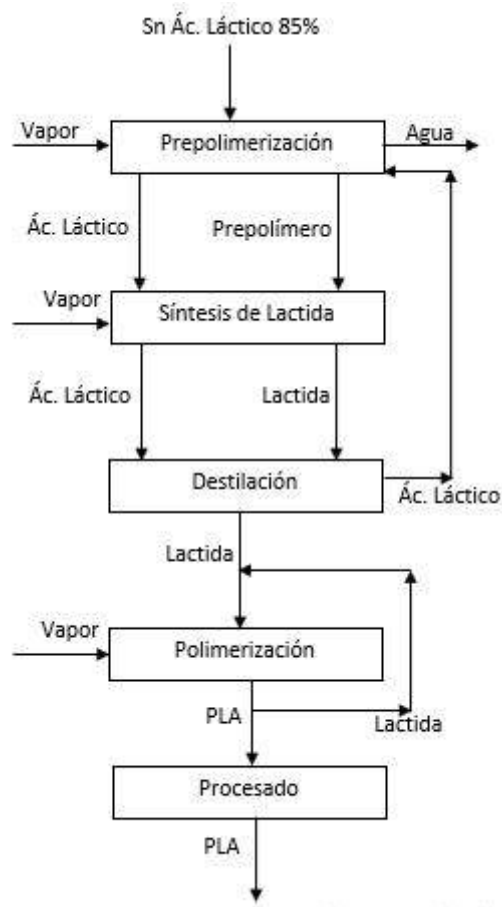 Sn Ác. Láctico 85%
Vapor
Agua
Prepolimerización
Ác. Láctico
Prepolímero
Vapor
Síntesis de Lactida
Ác. Láctico
Lactida
Destilación
Ác. Láctico
Lactida
Vapor
Polimerización
PLA
Lactida
Procesado
PLA